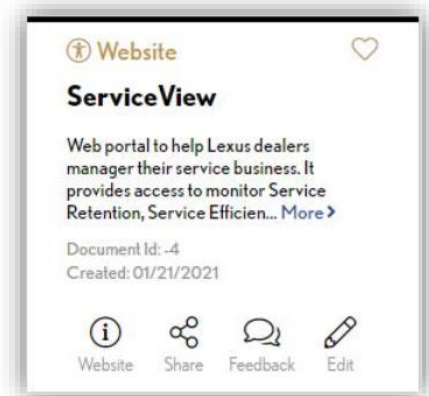 Website
ServiceView
Web portal to help Lexus dealers
manager their service business. It
provides access to monitor Service
Retention, Service Efficien... More >
Document Id: -4
Created: 01/21/2021
Website Share Feedback Edit